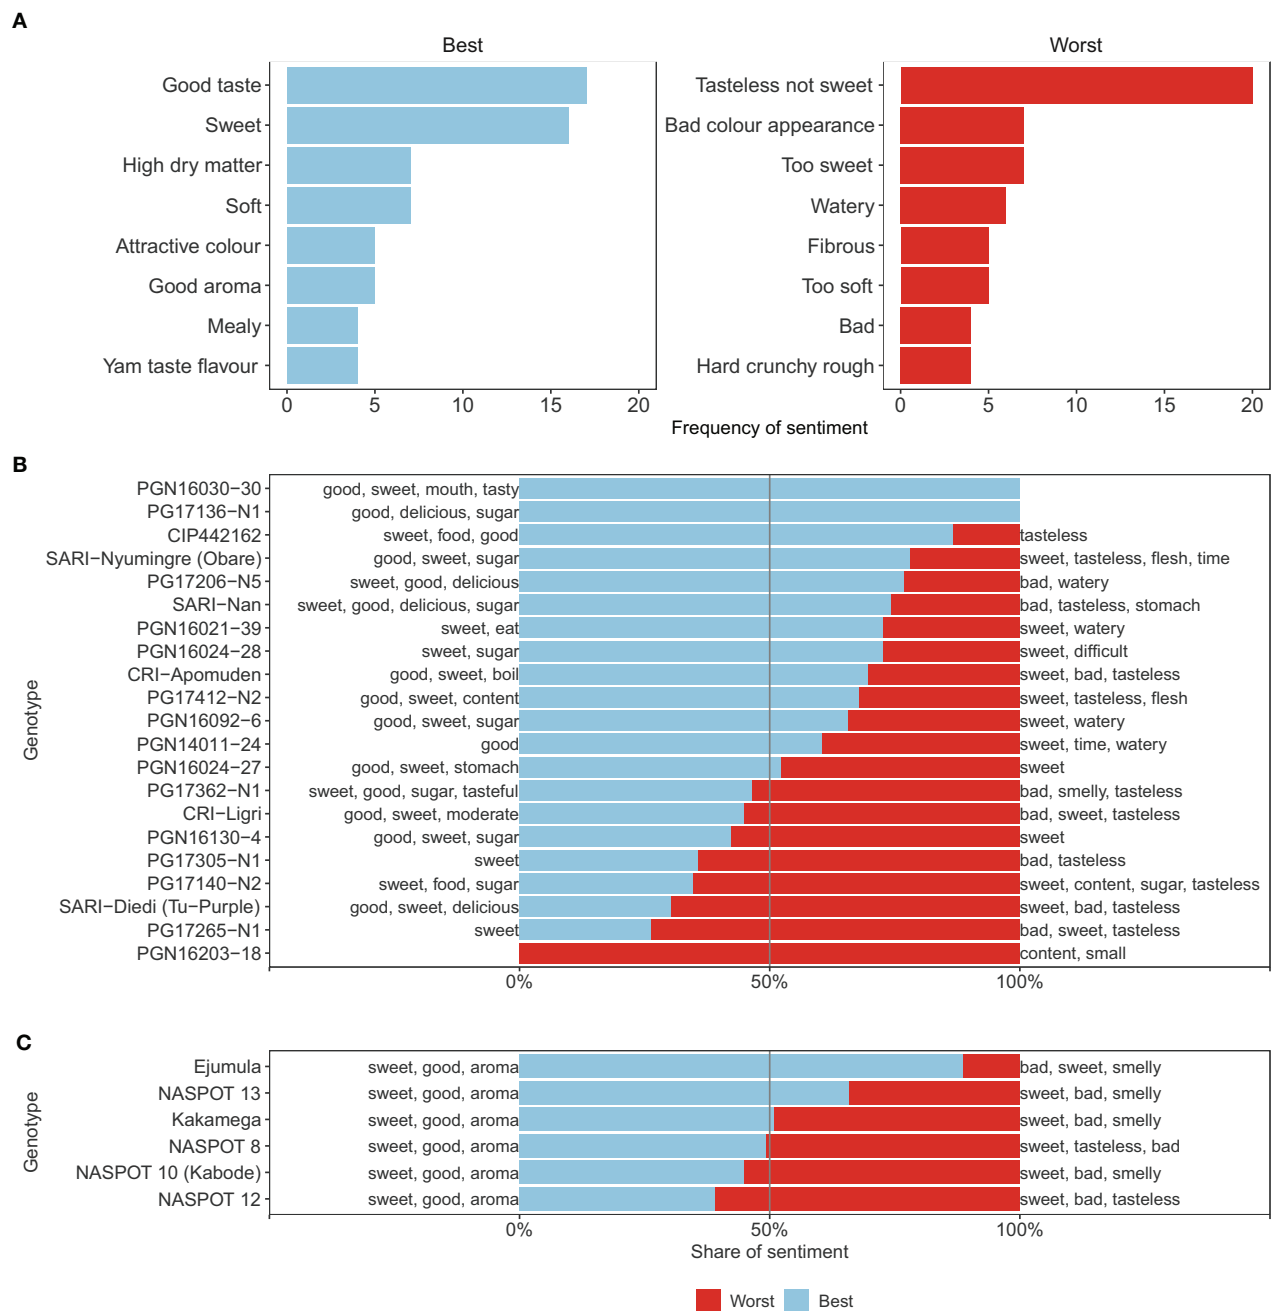 A
Best
Worst
Good taste
Sweet
High dry matter
Soft
Attractive colour
Good aroma
Mealy
Yam taste flavour
0 5 10 15 20
Tasteless not sweet
Bad colour appearance
Too sweet
Watery
Fibrous
Too soft
Bad
Hard crunchy rough
0 5 10 15 20
Frequency of sentiment
B
Genotype
PGN16030−30 good, sweet, mouth, tasty
PG17136−N1 good, delicious, sugar
CIP442162 sweet, food, good tasteless
SARI−Nyumingre (Obare) good, sweet, sugar sweet, tasteless, flesh, time
PG17206−N5 sweet, good, delicious bad, watery
SARI−Nan sweet, good, delicious, sugar bad, tasteless, stomach
PGN16021−39 sweet, eat sweet, watery
PGN16024−28 sweet, sugar sweet, difficult
CRI−Apomuden good, sweet, boil sweet, bad, tasteless
PG17412−N2 good, sweet, content sweet, tasteless, flesh
PGN16092−6 good, sweet, sugar sweet, watery
PGN14011−24 good sweet, time, watery
PGN16024−27 good, sweet, stomach sweet
PG17362−N1 sweet, good, sugar, tasteful bad, smelly, tasteless
CRI−Ligri good, sweet, moderate bad, sweet, tasteless
PGN16130−4 good, sweet, sugar sweet
PG17305−N1 sweet bad, tasteless
PG17140−N2 sweet, food, sugar sweet, content, sugar, tasteless
SARI−Diedi (Tu−Purple) good, sweet, delicious sweet, bad, tasteless
PG17265−N1 sweet bad, sweet, tasteless
PGN16203−18 content, small
0% 50% 100%
C
Genotype
Ejumula sweet, good, aroma bad, sweet, smelly
NASPOT 13 sweet, good, aroma sweet, bad, smelly
Kakamega sweet, good, aroma sweet, bad, smelly
NASPOT 8 sweet, good, aroma sweet, tasteless, bad
NASPOT 10 (Kabode) sweet, good, aroma sweet, bad, smelly
NASPOT 12 sweet, good, aroma sweet, bad, tasteless
0% 50% 100%
Share of sentiment
Worst Best